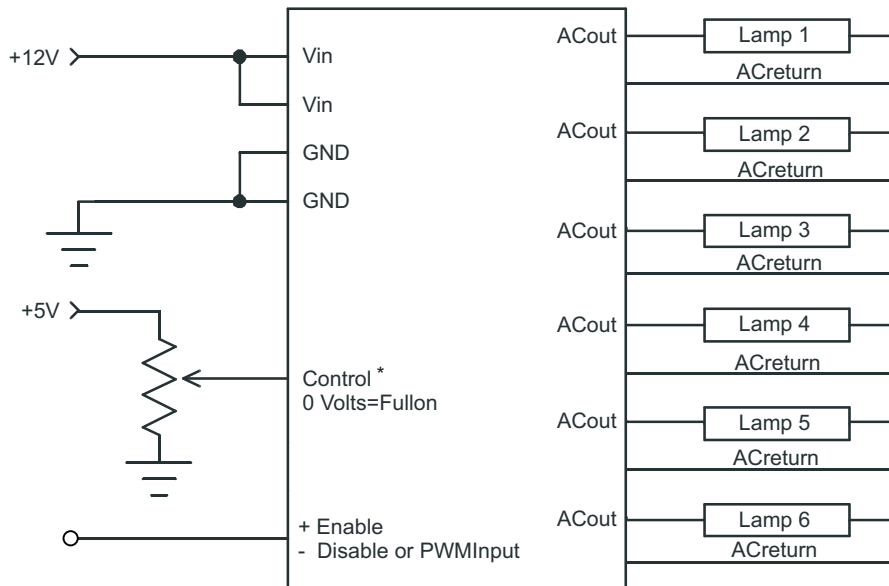 +12V
Vin
Vin
GND
GND
+5V
Control *
0 Volts=Fullon
+ Enable
- Disable or PWMInput
ACout
Lamp 1
ACreturn
ACout
Lamp 2
ACreturn
ACout
Lamp 3
ACreturn
ACout
Lamp 4
ACreturn
ACout
Lamp 5
ACreturn
ACout
Lamp 6
ACreturn